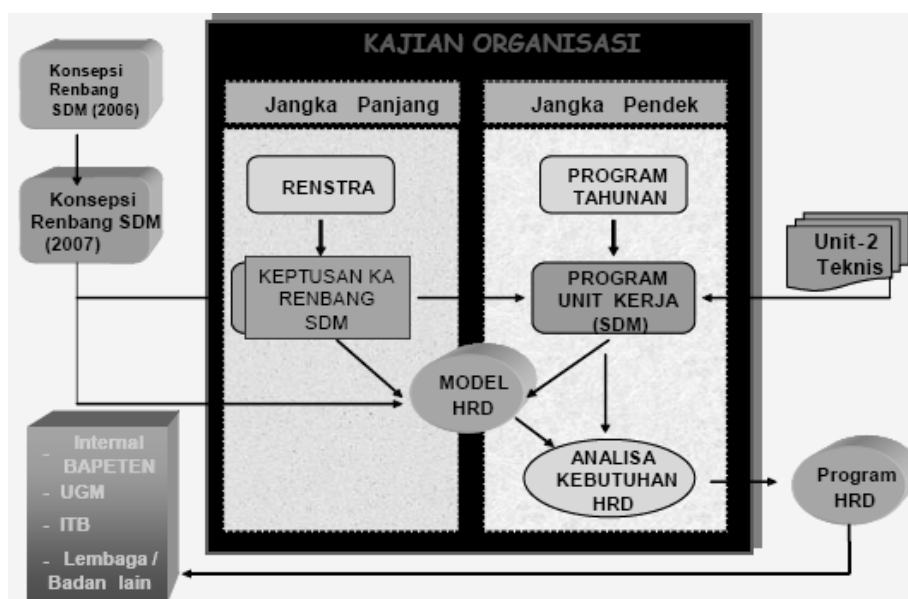 KAJIAN ORGANISASI
Konsepsi
Renbang
SDM (2006)
Konsepsi
Renbang SDM
(2007)
Jangka Panjang
RENSTRA
KEPTUSAN KA
RENBANG
SDM
Jangka Pendek
PROGRAM
TAHUNAN
PROGRAM
UNIT KERJA
(SDM)
Unit-2
Teknis
MODEL
HRD
ANALISA
KEBUTUHAN
HRD
Program
HRD
- Internal
BAPETEN
- UGM
- ITB
- Lembaga /
Badan lain